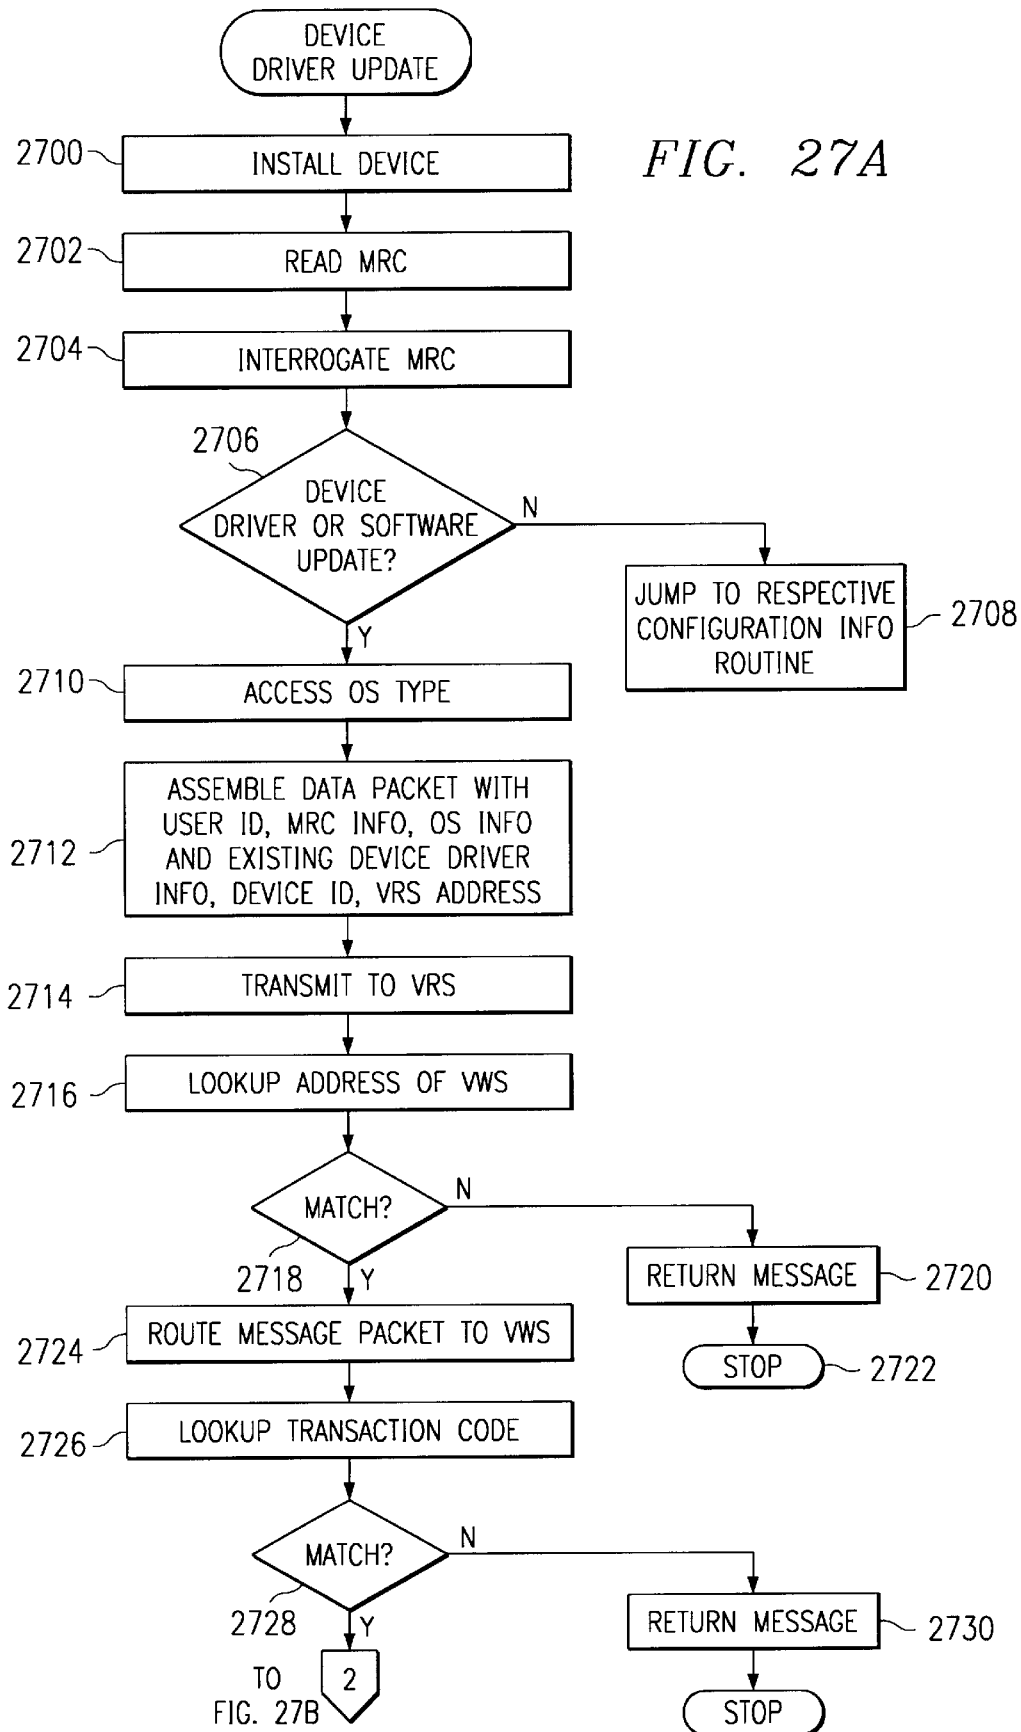 DEVICE
DRIVER UPDATE
FIG. 27A
2700
INSTALL DEVICE
2702
READ MRC
2704
INTERROGATE MRC
2706
DEVICE
DRIVER OR SOFTWARE
UPDATE?
N
Y
JUMP TO RESPECTIVE
CONFIGURATION INFO
ROUTINE
2708
2710
ACCESS OS TYPE
2712
ASSEMBLE DATA PACKET WITH
USER ID, MRC INFO, OS INFO
AND EXISTING DEVICE DRIVER
INFO, DEVICE ID, VRS ADDRESS
2714
TRANSMIT TO VRS
2716
LOOKUP ADDRESS OF VWS
MATCH?
N
2718
Y
RETURN MESSAGE
2720
STOP
2722
2724
ROUTE MESSAGE PACKET TO VWS
2726
LOOKUP TRANSACTION CODE
MATCH?
N
2728
Y
RETURN MESSAGE
2730
STOP
TO
FIG. 27B
2